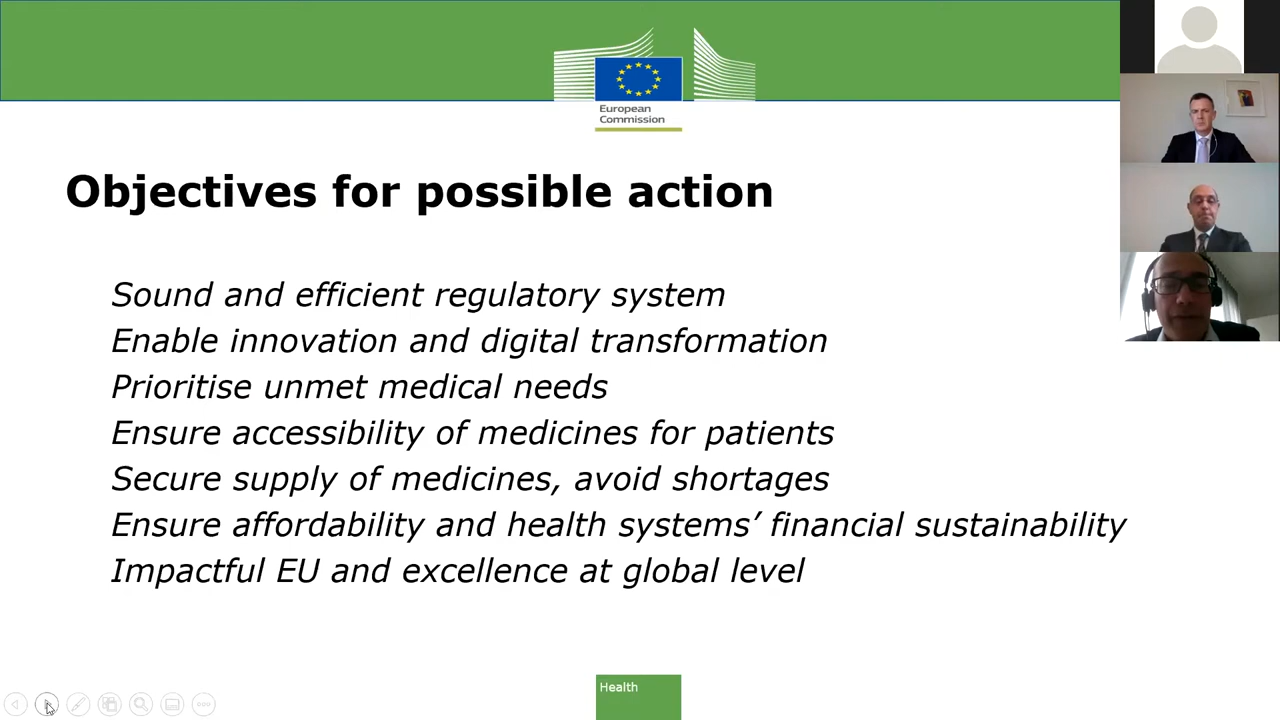 European
Commission
Objectives for possible action
Sound and efficient regulatory system
Enable innovation and digital transformation
Prioritise unmet medical needs
Ensure accessibility of medicines for patients
Secure supply of medicines, avoid shortages
Ensure affordability and health systems’ financial sustainability
Impactful EU and excellence at global level
Health